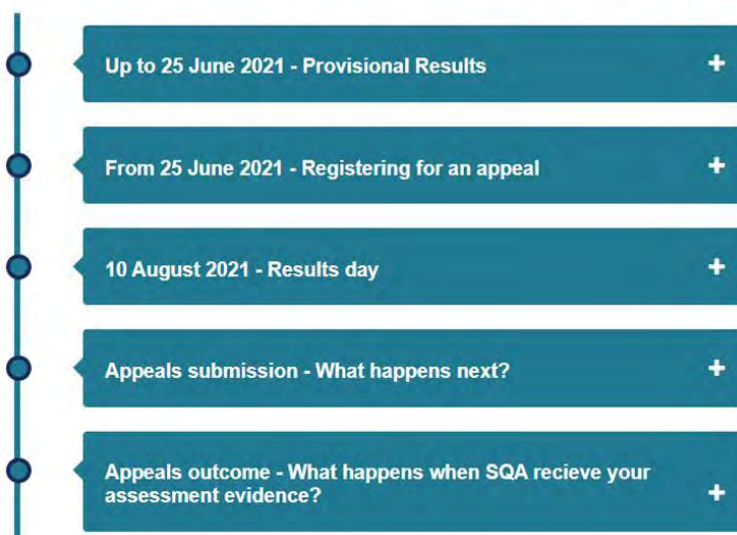 Up to 25 June 2021 - Provisional Results
From 25 June 2021 - Registering for an appeal
10 August 2021 - Results day
Appeals submission - What happens next?
Appeals outcome - What happens when SQA recieve your
assessment evidence?